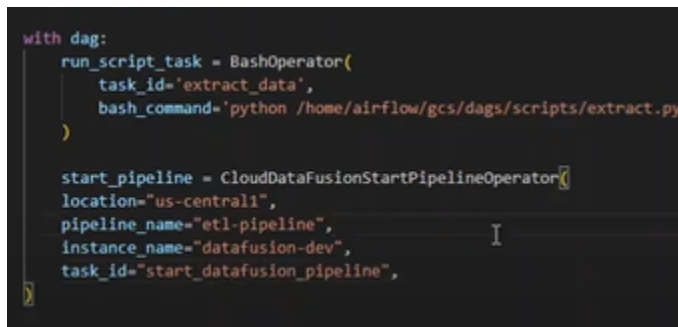 with dag:
    run_script_task = BashOperator(
        task_id='extract_data',
        bash_command='python /home/airflow/gcs/dags/scripts/extract.py
    )
    start_pipeline = CloudDataFusionStartPipelineOperator(
    location="us-central1",
    pipeline_name="etl-pipeline",
    instance_name="datafusion-dev",
    task_id="start_datafusion_pipeline",
)